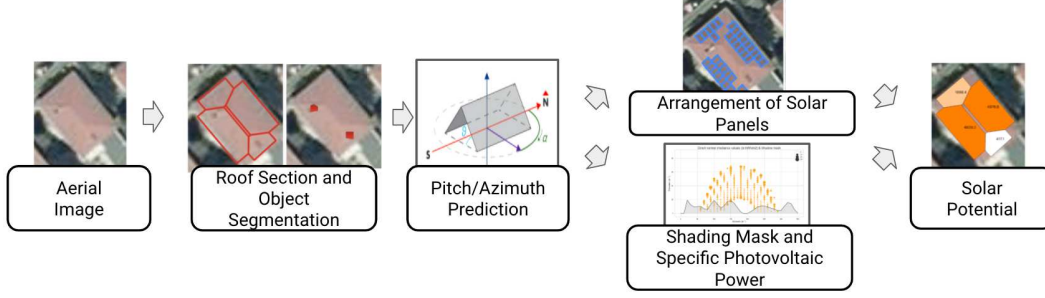 Aerial
Image
Roof Section and
Object
Segmentation
N
S
α
Pitch/Azimuth
Prediction
Arrangement of Solar
Panels
Shading Mask and
Specific Photovoltaic
Power
Solar
Potential